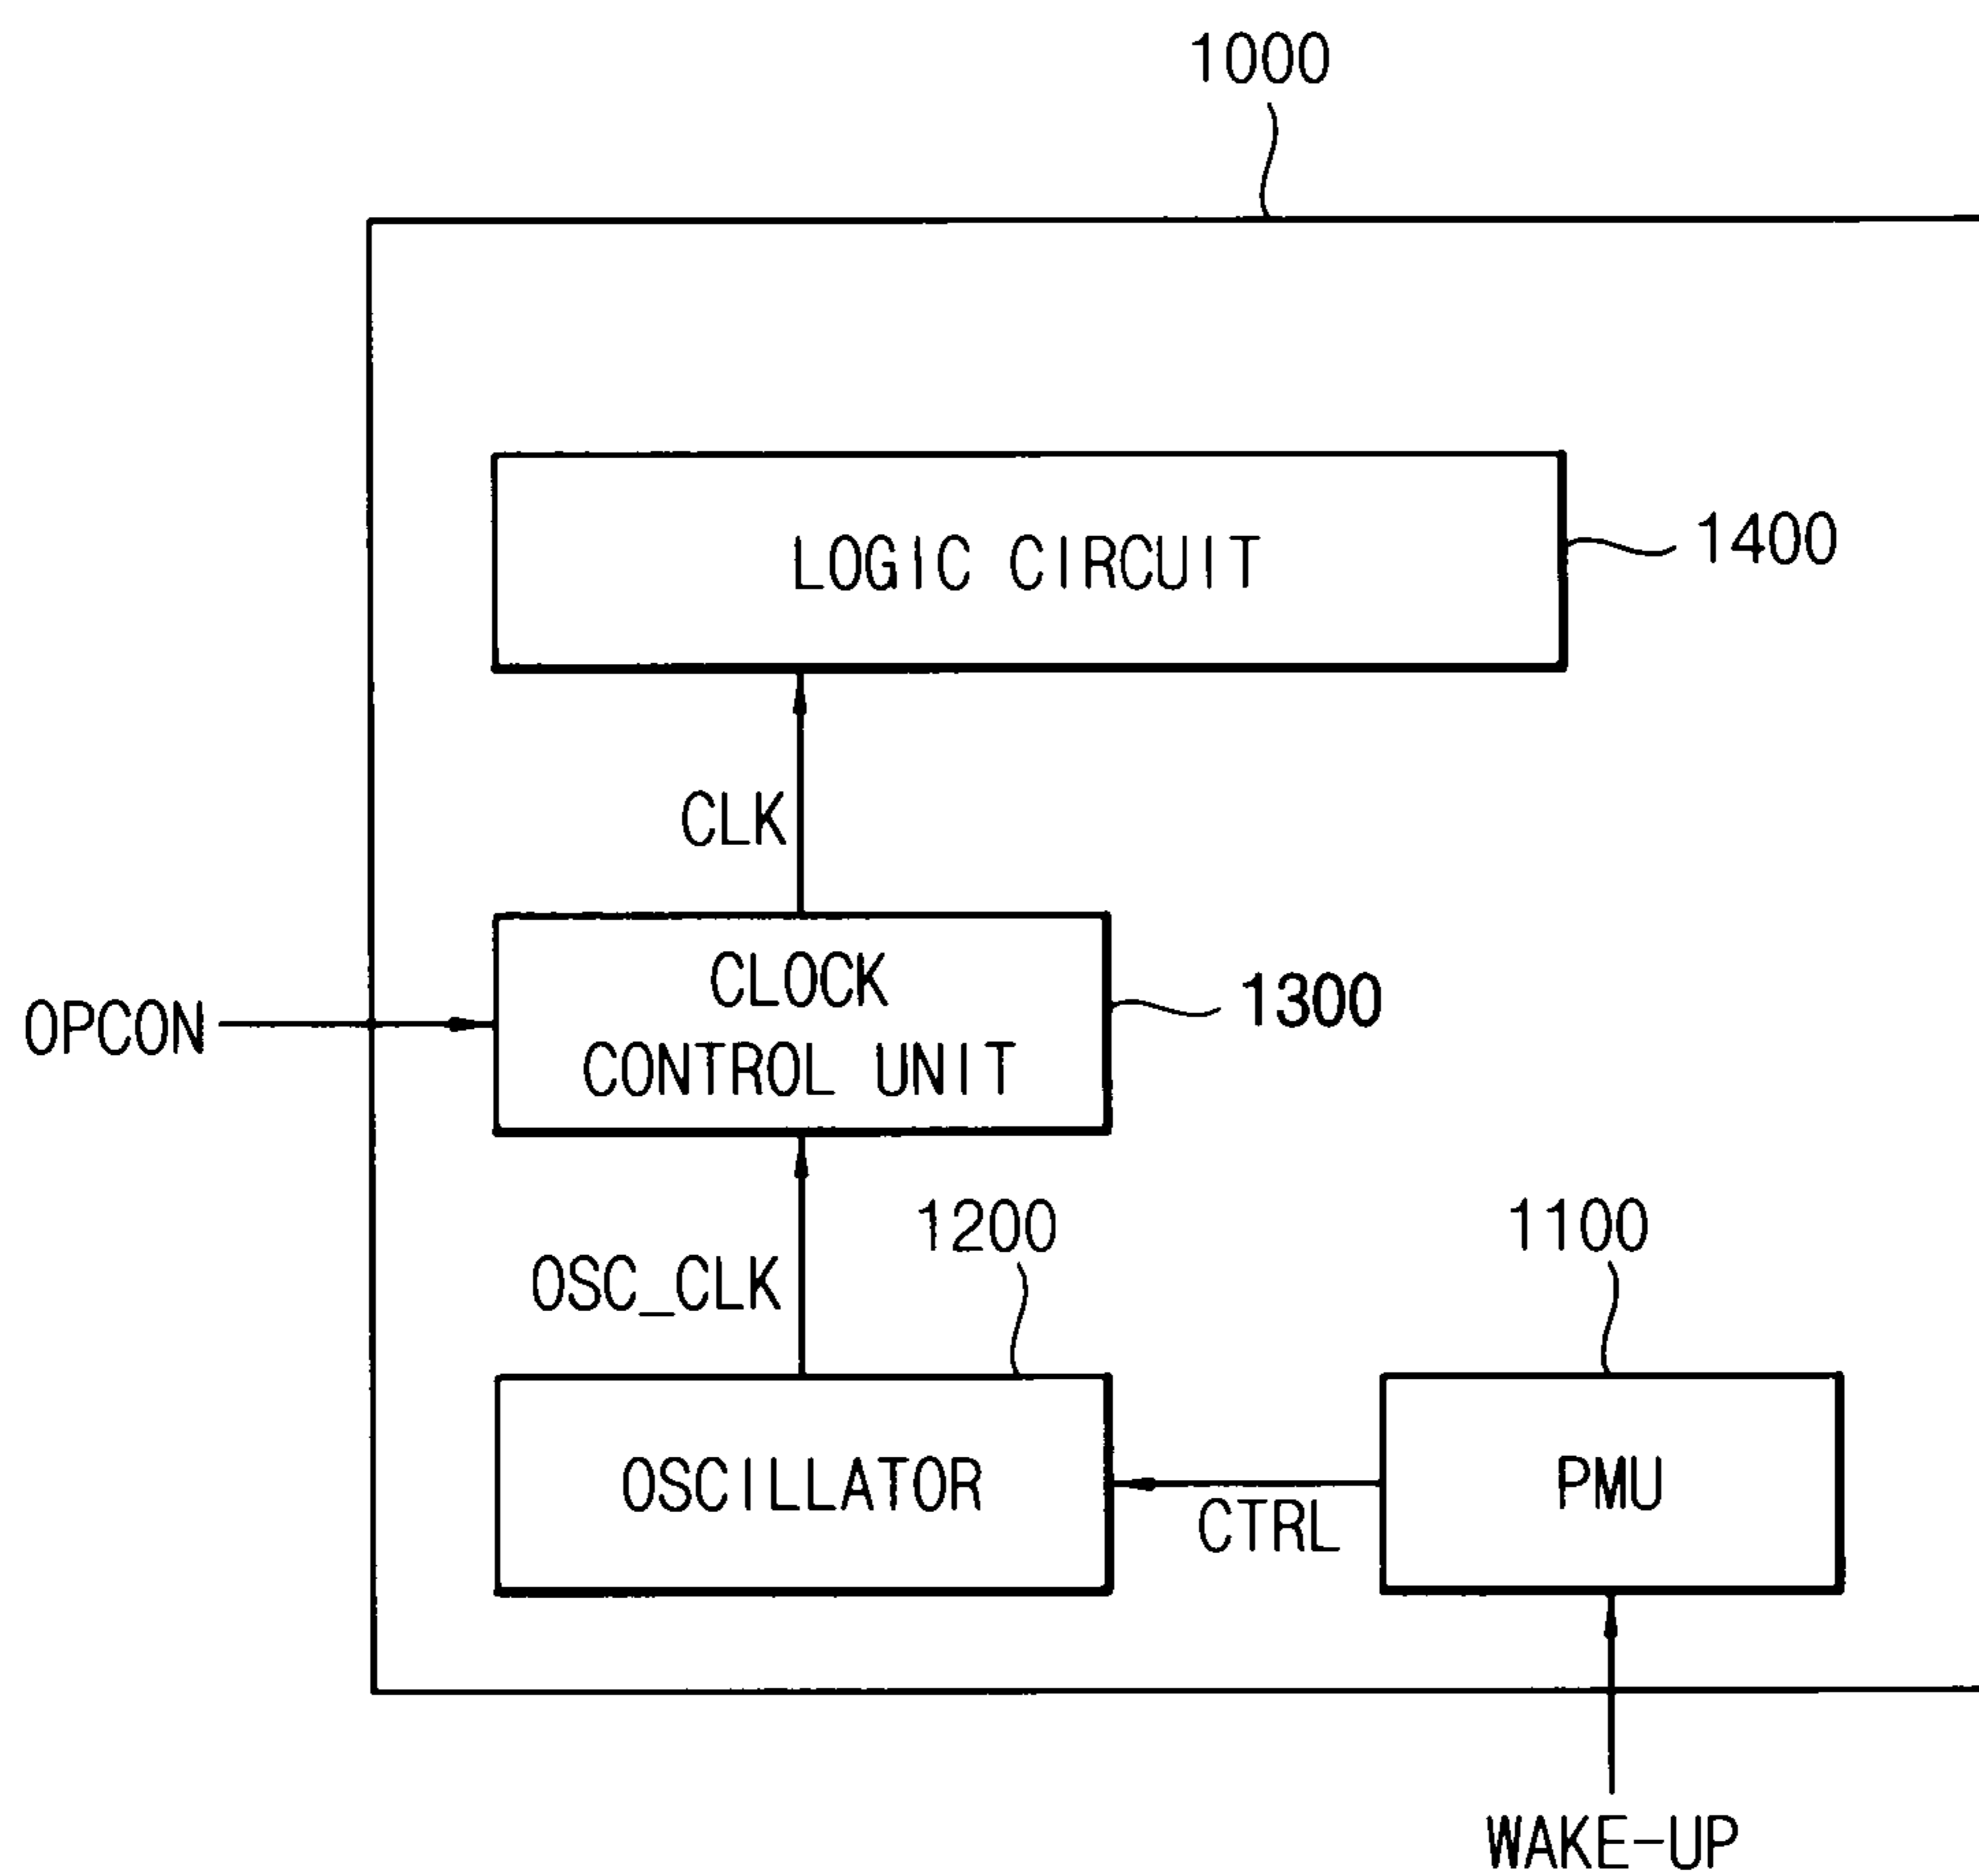 1000
LOGIC CIRCUIT
1400
CLK
CLOCK
CONTROL UNIT
1300
OPCON
OSC_CLK
1200
1100
OSCILLATOR
CTRL
PMU
WAKE-UP